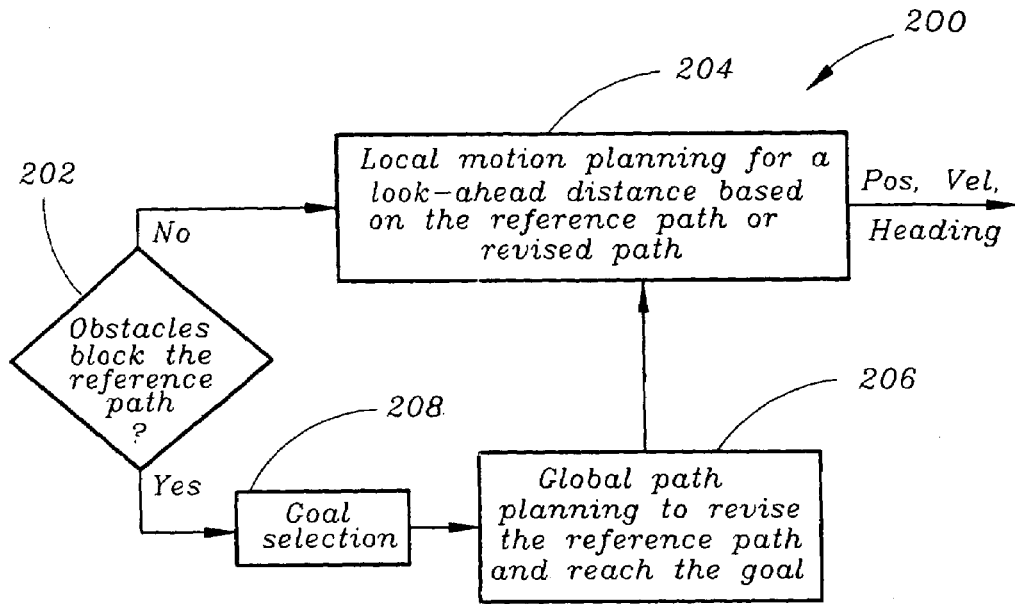 200
204
Local motion planning for a
look-ahead distance based
on the reference path or
revised path
Pos, Vel,
Heading
202
No
Obstacles
block the
reference
path
?
Yes
208
Goal
selection
206
Global path
planning to revise
the reference path
and reach the goal